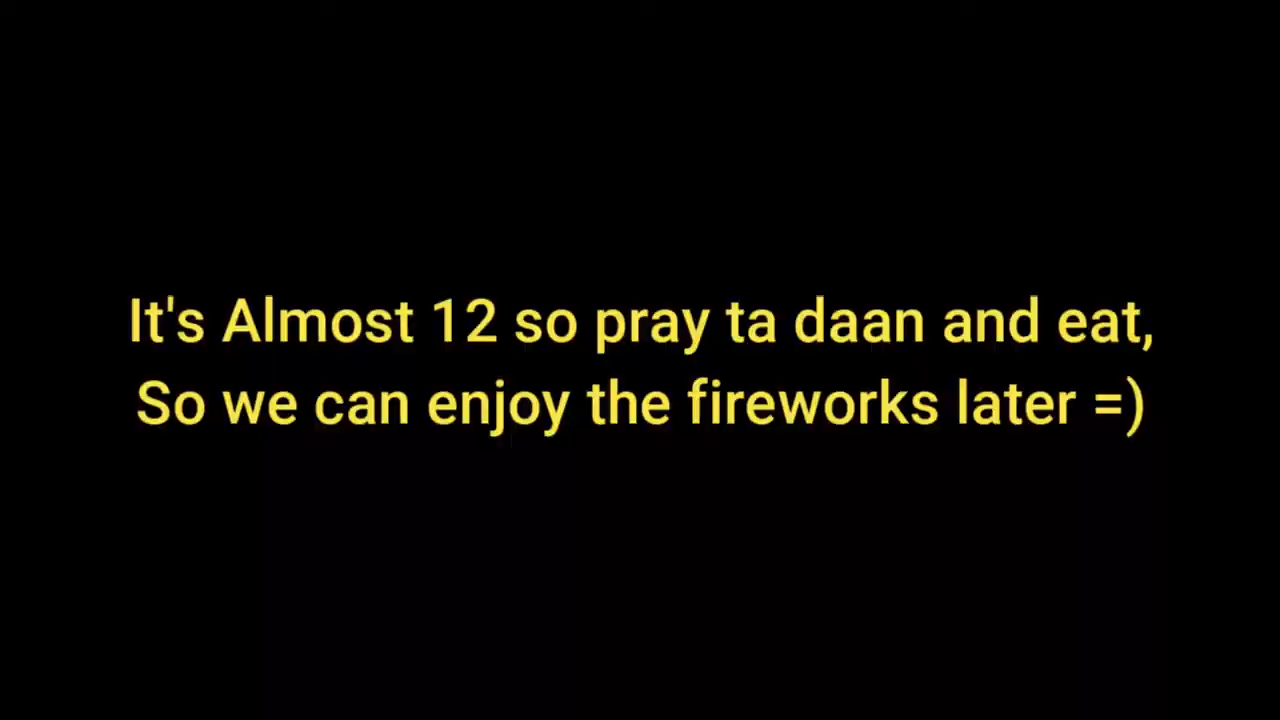 It's Almost 12 so pray ta daan and eat,
So we can enjoy the fireworks later =)